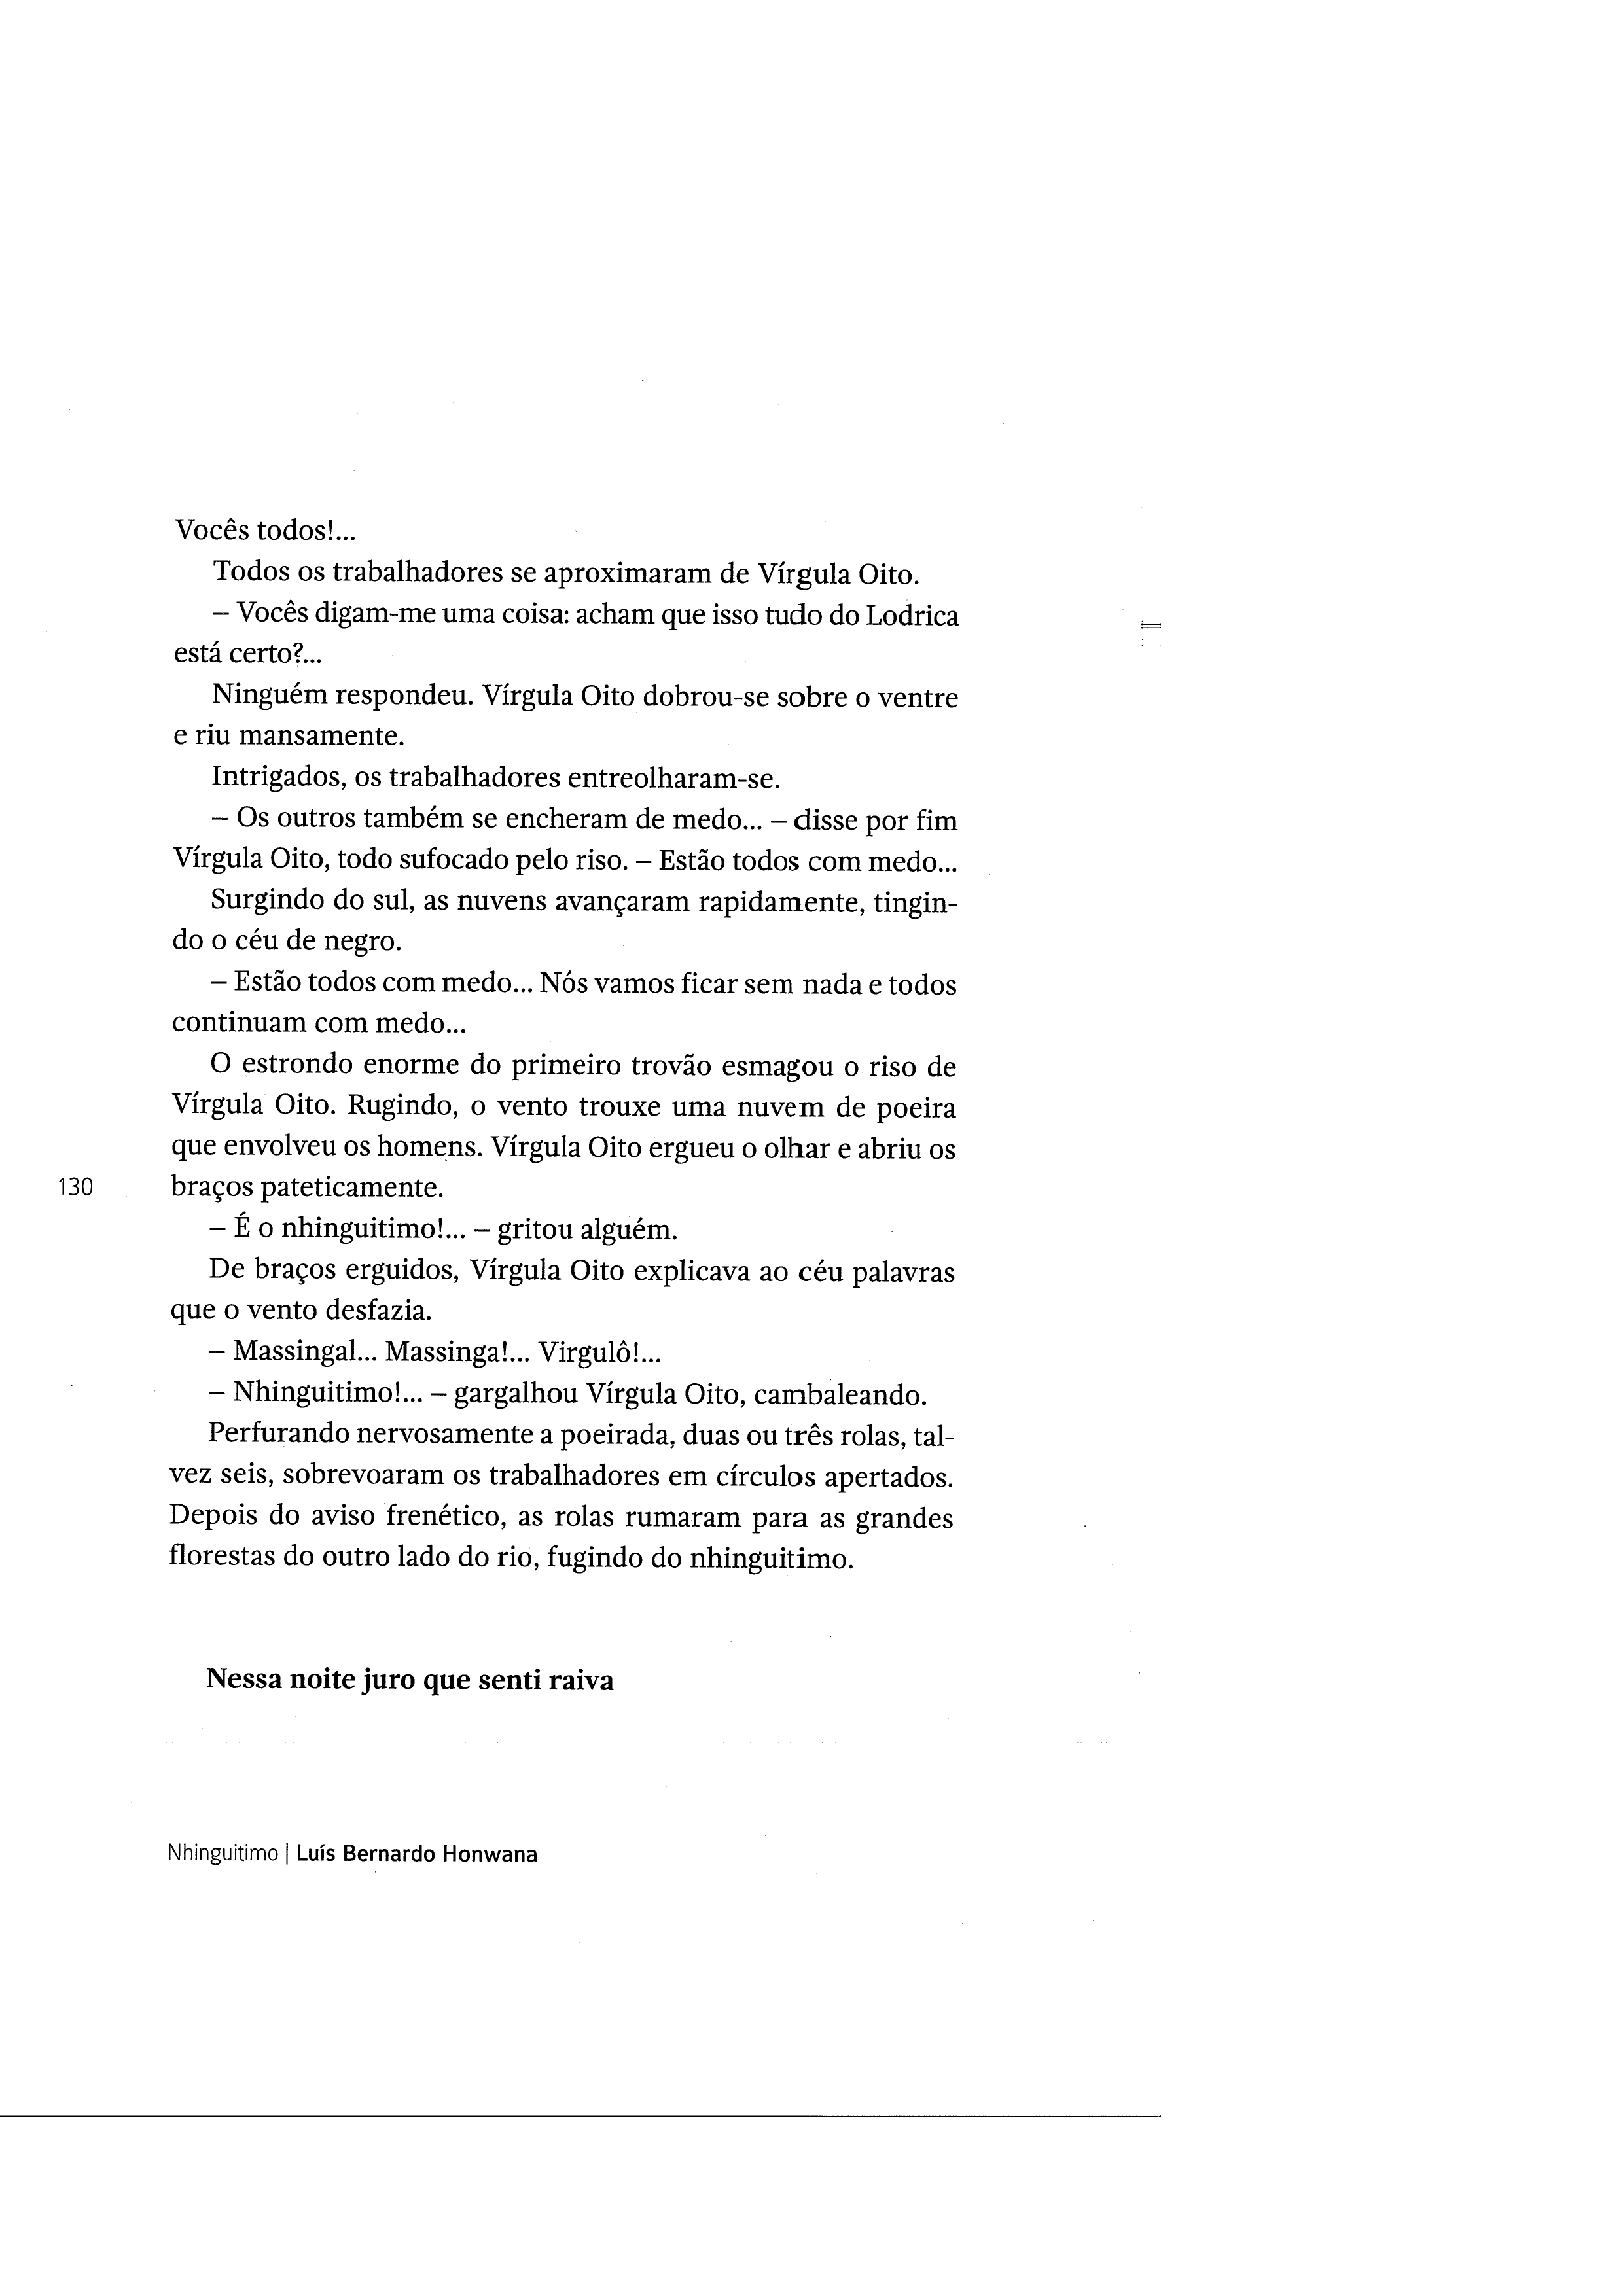 Vocês todos!...
Todos os trabalhadores se aproximaram de Vírgula Oito.
– Vocês digam-me uma coisa: acham que isso tudo do Lodrica
está certo?...
Ninguém respondeu. Vírgula Oito dobrou-se sobre o ventre
e riu mansamente.
Intrigados, os trabalhadores entreolharam-se.
– Os outros também se encheram de medo... – disse por fim
Vírgula Oito, todo sufocado pelo riso. – Estão todos com medo...
Surgindo do sul, as nuvens avançaram rapidamente, tingin-
do o céu de negro.
– Estão todos com medo... Nós vamos ficar sem nada e todos
continuam com medo...
O estrondo enorme do primeiro trovão esmagou o riso de
Vírgula Oito. Rugindo, o vento trouxe uma nuvem de poeira
que envolveu os homens. Vírgula Oito ergueu o olhar e abriu os
130
braços pateticamente.
– É o nhinguitimo!... – gritou alguém.
De braços erguidos, Vírgula Oito explicava ao céu palavras
que o vento desfazia.
– Massingal... Massinga!... Virgulô!...
– Nhinguitimo!... – gargalhou Vírgula Oito, cambaleando.
Perfurando nervosamente a poeirada, duas ou três rolas, tal-
vez seis, sobrevoaram os trabalhadores em círculos apertados.
Depois do aviso frenético, as rolas rumaram para as grandes
florestas do outro lado do rio, fugindo do nhinguitimo.
Nessa noite juro que senti raiva
Nhinguitimo | Luís Bernardo Honwana